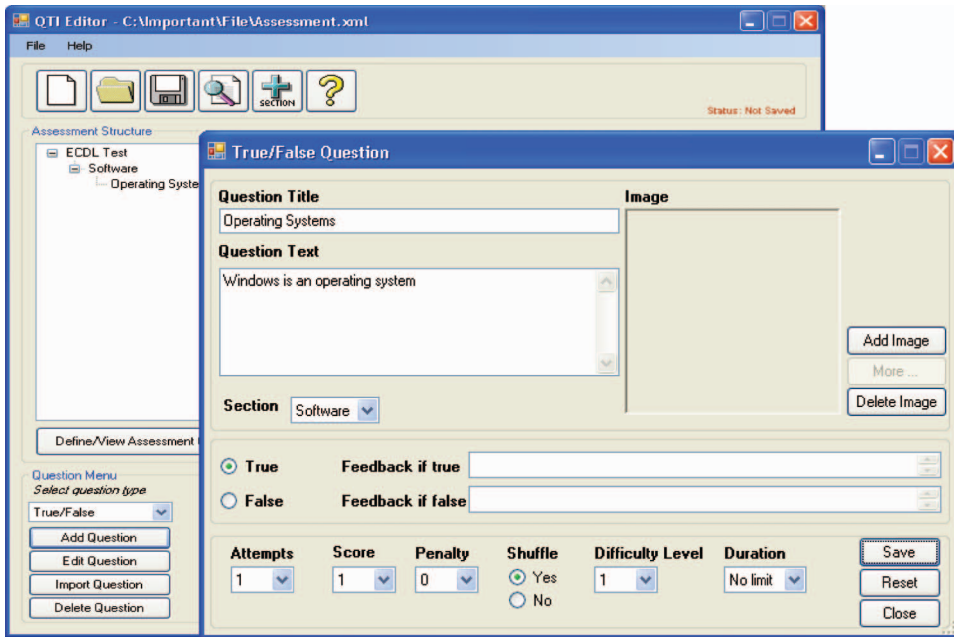 QTI Editor - C:\Important\File\Assessment.xml
File Help
SECTION
Status: Not Saved
Assessment Structure
ECDL Test
Software
Operating Syste
Define/View Assessment
Question Menu
Select question type
True/False
Add Question
Edit Question
Import Question
Delete Question
True/False Question
Question Title
Operating Systems
Question Text
Windows is an operating system
Section Software
Image
Add Image
More ...
Delete Image
True Feedback if true
False Feedback if false
Attempts Score Penalty Shuffle Difficulty Level Duration
1 1 0 Yes 1 No limit
No
Save
Reset
Close